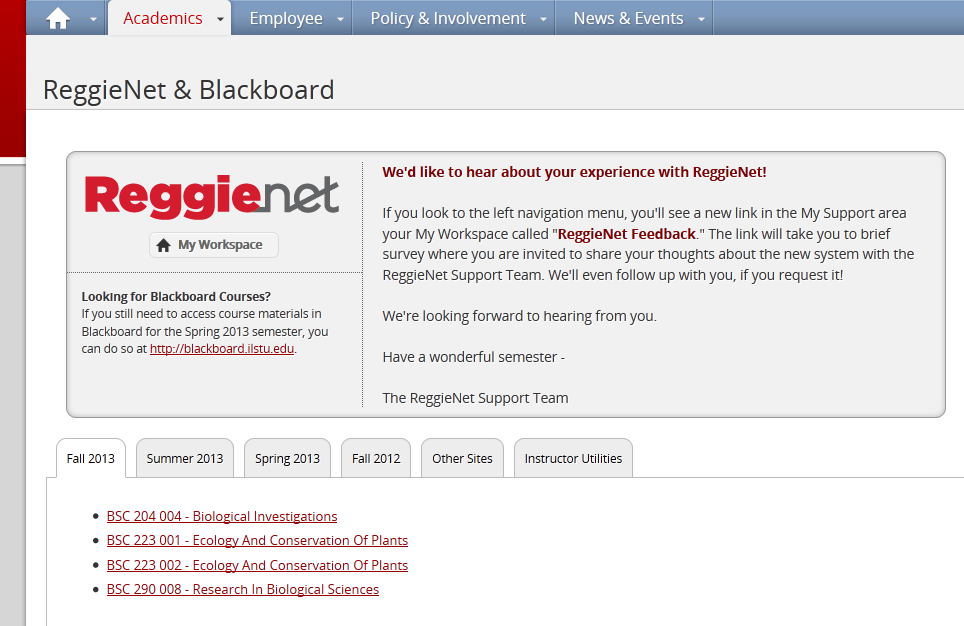 Academics Employee Policy & Involvement News & Events
ReggieNet & Blackboard
Reggienet
My Workspace
Looking for Blackboard Courses?
If you still need to access course materials in
Blackboard for the Spring 2013 semester, you
can do so at http://blackboard.ilstu.edu.
We'd like to hear about your experience with ReggieNet!
If you look to the left navigation menu, you'll see a new link in the My Support area
your My Workspace called "ReggieNet Feedback." The link will take you to brief
survey where you are invited to share your thoughts about the new system with the
ReggieNet Support Team. We'll even follow up with you, if you request it!
We're looking forward to hearing from you.
Have a wonderful semester -
The ReggieNet Support Team
Fall 2013 Summer 2013 Spring 2013 Fall 2012 Other Sites Instructor Utilities
BSC 204 004 - Biological Investigations
BSC 223 001 - Ecology And Conservation Of Plants
BSC 223 002 - Ecology And Conservation Of Plants
BSC 290 008 - Research In Biological Sciences